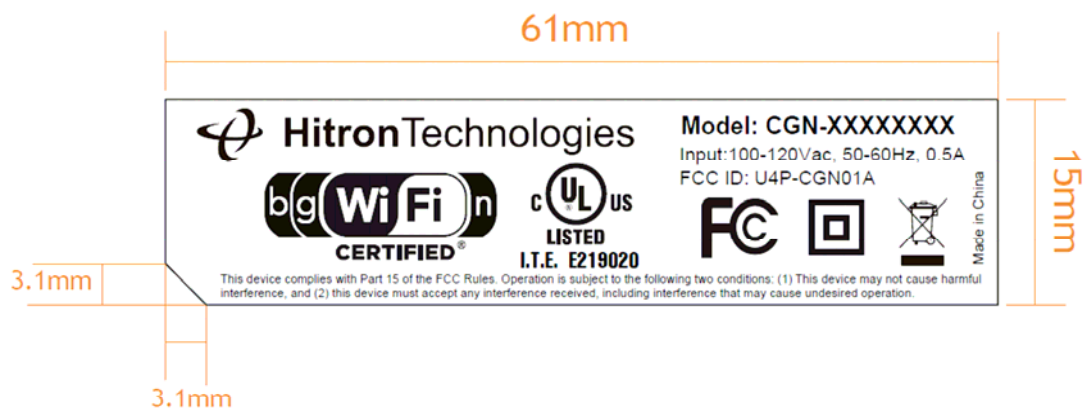 61mm
HitronTechnologies
Model: CGN-XXXXXXXX
Input:100-120Vac, 50-60Hz, 0.5A
FCC ID: U4P-CGN01A
b g Wi Fi n
CERTIFIED®
C UL® US
LISTED
I.T.E. E219020
FC
Made in China
15mm
3.1mm
This device complies with Part 15 of the FCC Rules. Operation is subject to the following two conditions: (1) This device may not cause harmful
interference, and (2) this device must accept any interference received, including interference that may cause undesired operation.
3.1mm